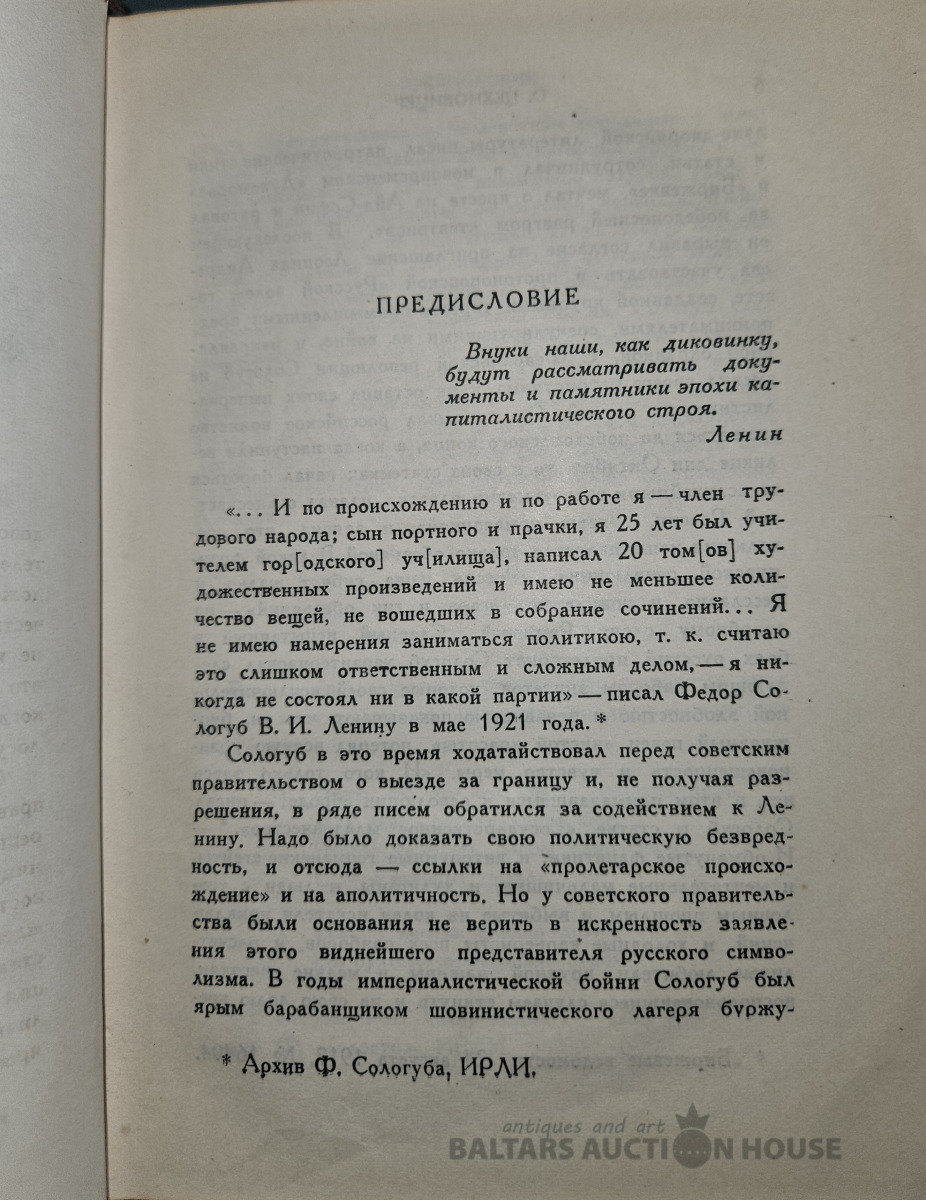 ПРЕДИСЛОВИЕ
Внуки наши, как диковинку,
будут рассматривать доку-
менты и памятники эпохи ка-
питалистического строя.
Ленин
«... И по происхождению и по работе я — член тру-
дового народа; сын портного и прачки, я 25 лет был учи-
телем гор[одского] уч[илища], написал 20 том[ов] ху-
дожественных произведений и имею не меньшее коли-
чество вещей, не вошедших в собрание сочинений... Я
не имею намерения заниматься политикою, т. к. считаю
это слишком ответственным и сложным делом, — я ни-
когда не состоял ни в какой партии» — писал Федор Со-
логуб В. И. Ленину в мае 1921 года. *
Сологуб в это время ходатайствовал перед советским
правительством о выезде за границу и, не получая раз-
решения, в ряде писем обратился за содействием к Ле-
нину. Надо было доказать свою политическую безвред-
ность, и отсюда — ссылки на «пролетарское происхо-
ждение» и на аполитичность. Но у советского правитель-
ства были основания не верить в искренность заявле-
ния этого виднейшего представителя русского симво-
лизма. В годы империалистической бойни Сологуб был
ярым барабанщиком шовинистического лагеря буржу-
* Архив Ф. Сологуба, ИРЛИ.
antiques and art
BALTARS AUCTION HOUSE